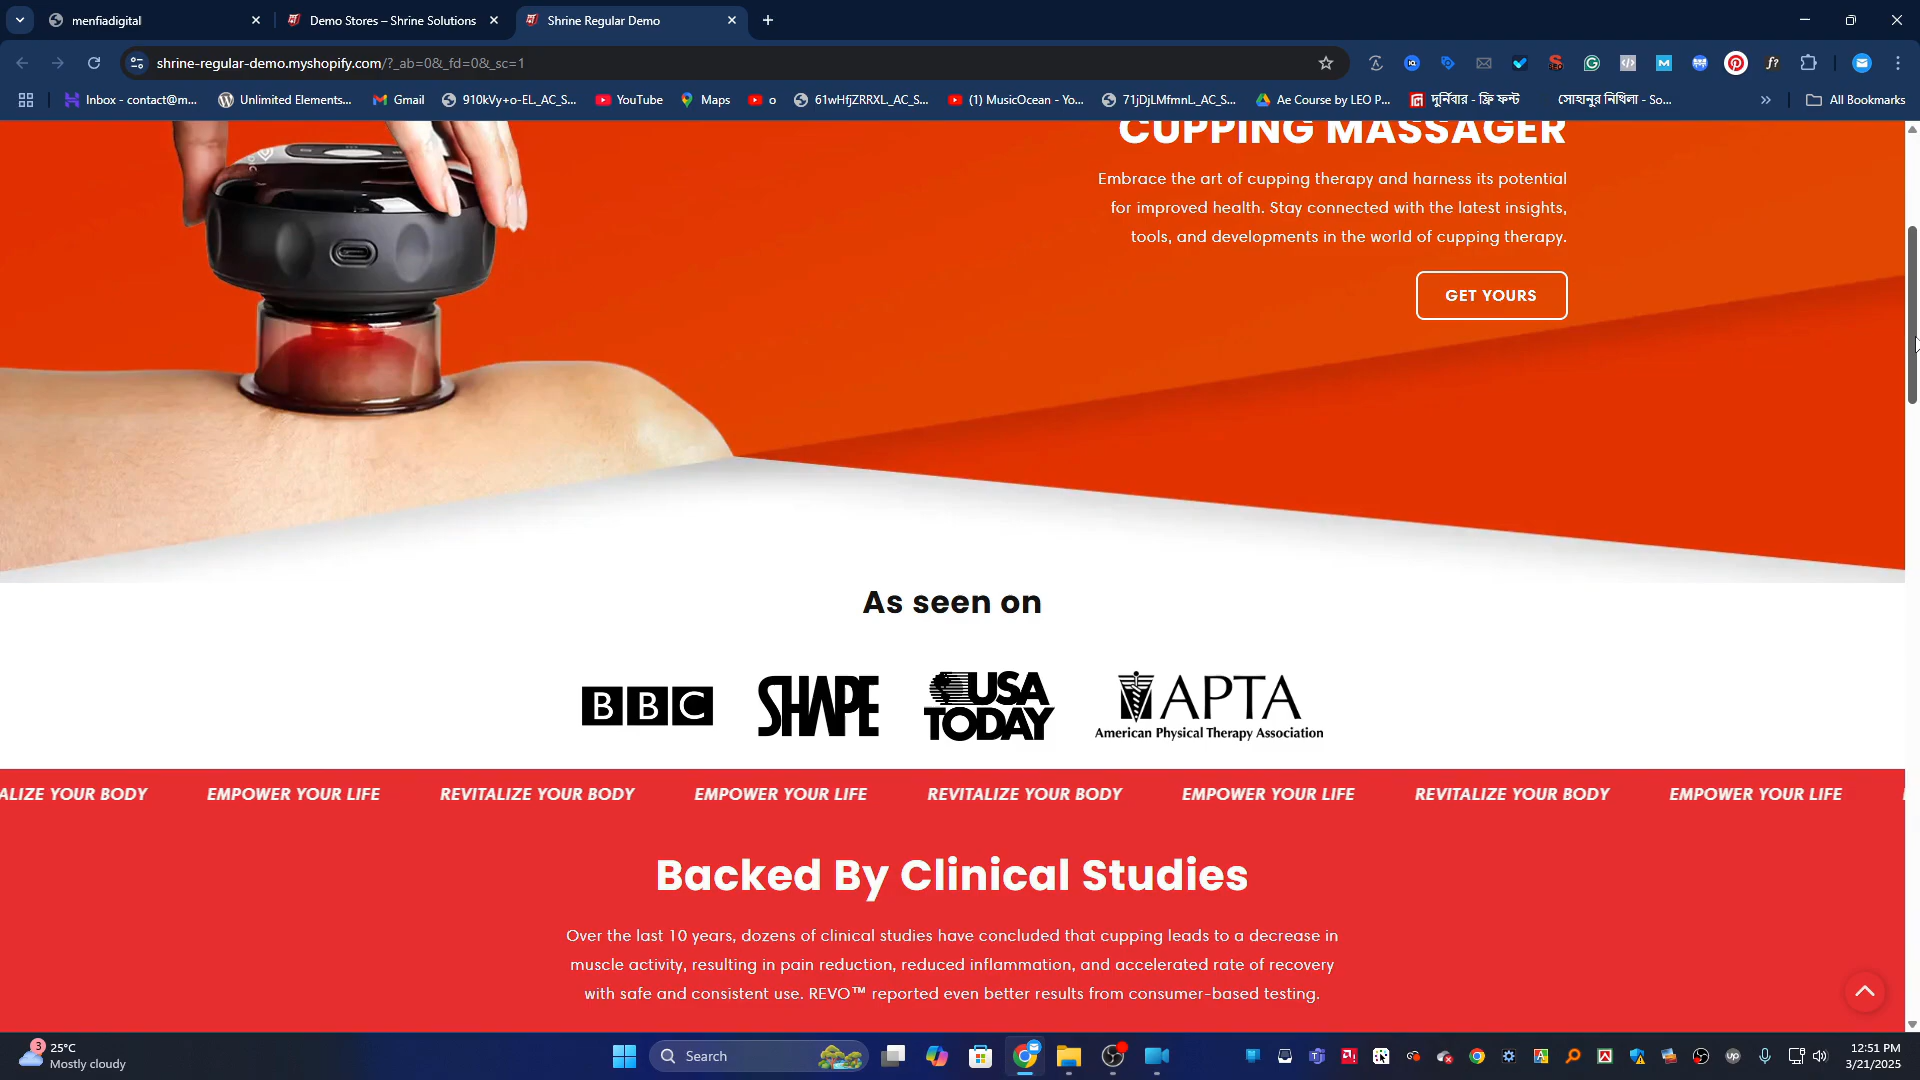 menfiadigital
Demo Stores – Shrine Solutions
Shrine Regular Demo
shrine-regular-demo.myshopify.com/?_ab=0&_fd=0&_sc=1
Inbox - contact@m...
Unlimited Elements...
Gmail
910kVy+o-EL._AC_S...
YouTube
Maps
o
61wHfjZRRXL._AC_S...
(1) MusicOcean - Yo...
71jDjLMfmnL._AC_S...
Ae Course by LEO P...
দুর্নিবার - ফ্রি ফন্ট
সোহানুর নিথিলা - So...
All Bookmarks
CUPPING MASSAGER
Embrace the art of cupping therapy and harness its potential
for improved health. Stay connected with the latest insights,
tools, and developments in the world of cupping therapy.
GET YOURS
As seen on
BBC
SHAPE
USA
TODAY
APTA
American Physical Therapy Association
ALIZE YOUR BODY EMPOWER YOUR LIFE REVITALIZE YOUR BODY EMPOWER YOUR LIFE REVITALIZE YOUR BODY EMPOWER YOUR LIFE REVITALIZE YOUR BODY EMPOWER YOUR LIFE
Backed By Clinical Studies
Over the last 10 years, dozens of clinical studies have concluded that cupping leads to a decrease in
muscle activity, resulting in pain reduction, reduced inflammation, and accelerated rate of recovery
with safe and consistent use. REVO™ reported even better results from consumer-based testing.
3
25°C
Mostly cloudy
Search
12:51 PM
3/21/2025